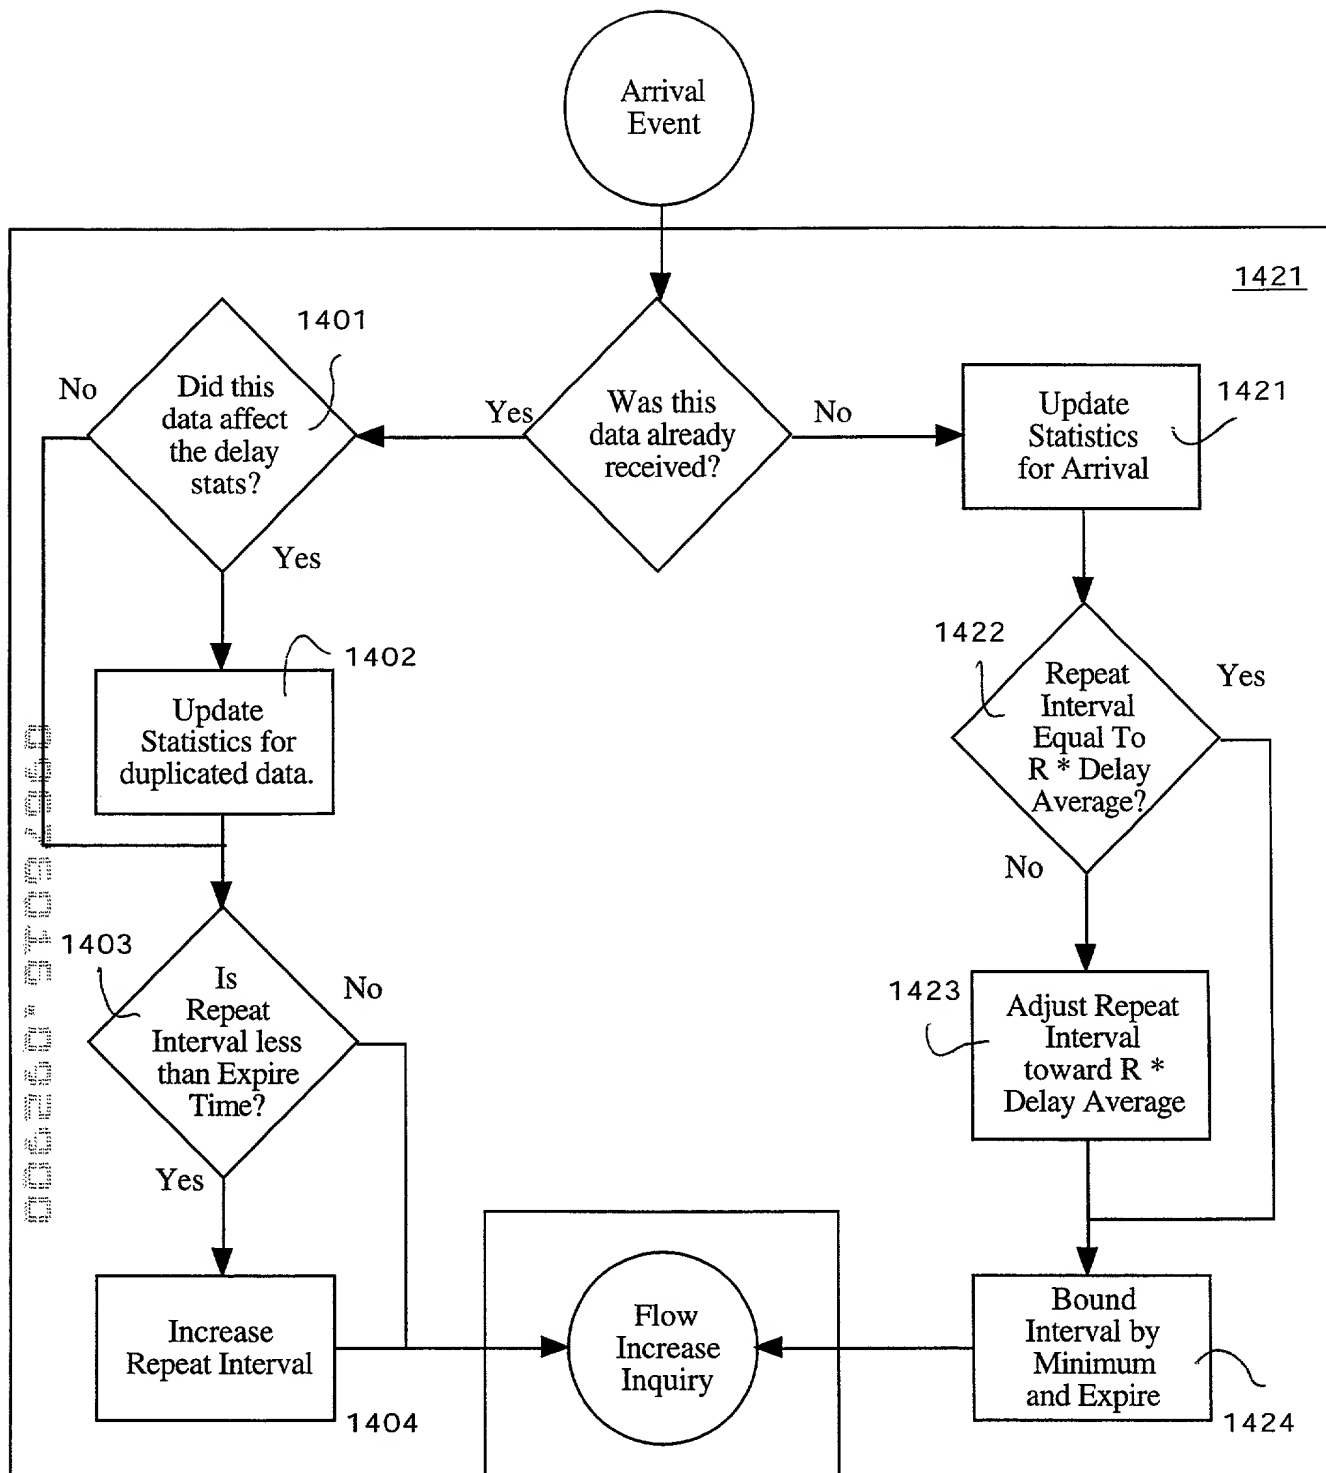 Arrival
Event
1421
1401
No
Did this
data affect
the delay
stats?
Yes
Yes
Was this
data already
received?
No
Update
Statistics
for Arrival
1421
1402
Update
Statistics for
duplicated data.
1422
Repeat
Interval
Equal To
R * Delay
Average?
Yes
No
1403
Is
Repeat
Interval less
than Expire
Time?
No
Yes
1423
Adjust Repeat
Interval
toward R *
Delay Average
Increase
Repeat Interval
1404
Flow
Increase
Inquiry
Bound
Interval by
Minimum
and Expire
1424